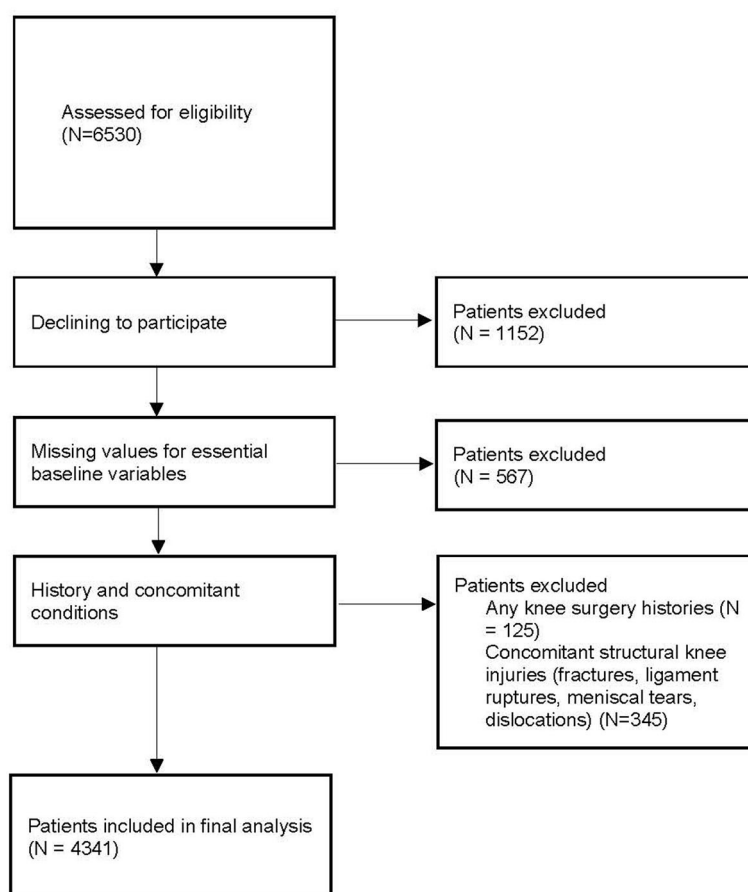 Assessed for eligibility
(N=6530)
Declining to participate
Patients excluded
(N = 1152)
Missing values for essential
baseline variables
Patients excluded
(N = 567)
History and concomitant
conditions
Patients excluded
Any knee surgery histories (N
= 125)
Concomitant structural knee
injuries (fractures, ligament
ruptures, meniscal tears,
dislocations) (N=345)
Patients included in final analysis
(N = 4341)